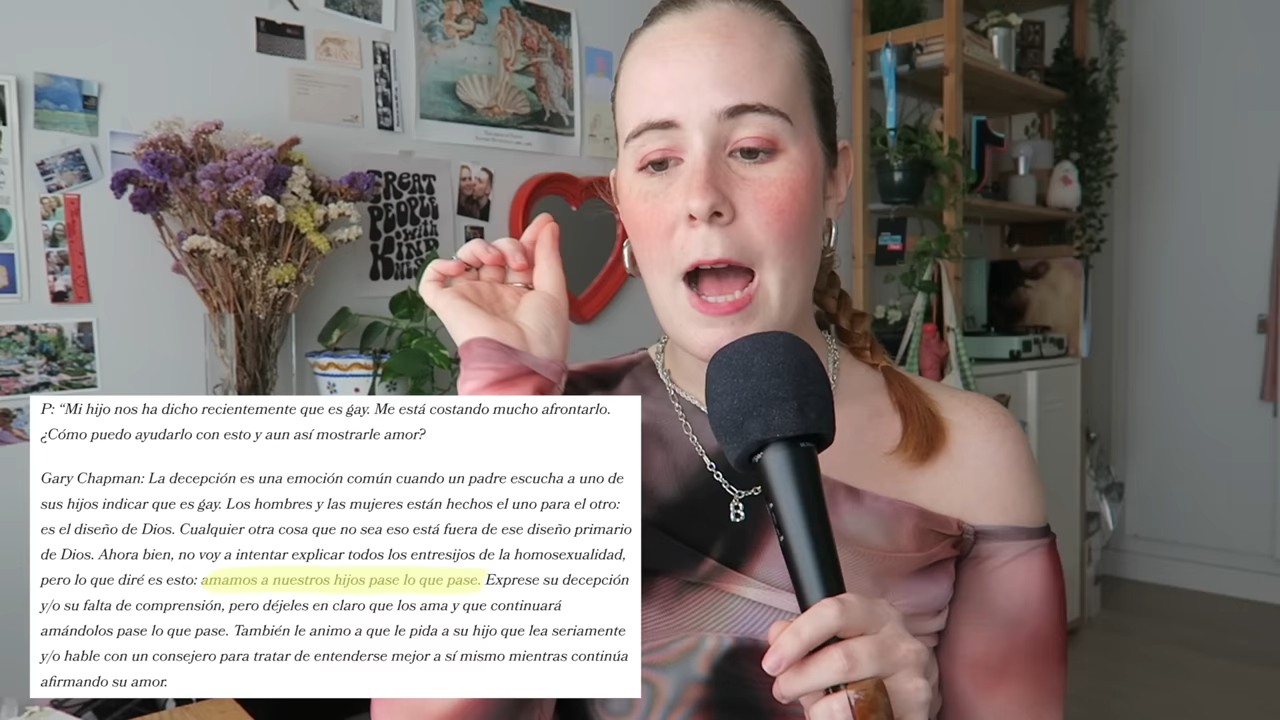 TREAT
PEOPLE
WITH
KINDNESS
P: “Mi hijo nos ha dicho recientemente que es gay. Me está costando mucho afrontarlo.
¿Cómo puedo ayudarlo con esto y aun así mostrarle amor?
Gary Chapman: La decepción es una emoción común cuando un padre escucha a uno de
sus hijos indicar que es gay. Los hombres y las mujeres están hechos el uno para el otro:
es el diseño de Dios. Cualquier otra cosa que no sea eso está fuera de ese diseño primario
de Dios. Ahora bien, no voy a intentar explicar todos los entresijos de la homosexualidad,
pero lo que diré es esto: amamos a nuestros hijos pase lo que pase. Exprese su decepción
y/o su falta de comprensión, pero déjeles en claro que los ama y que continuará
amándolos pase lo que pase. También le animo a que le pida a su hijo que lea seriamente
y/o hable con un consejero para tratar de entenderse mejor a sí mismo mientras continúa
afirmando su amor.
B